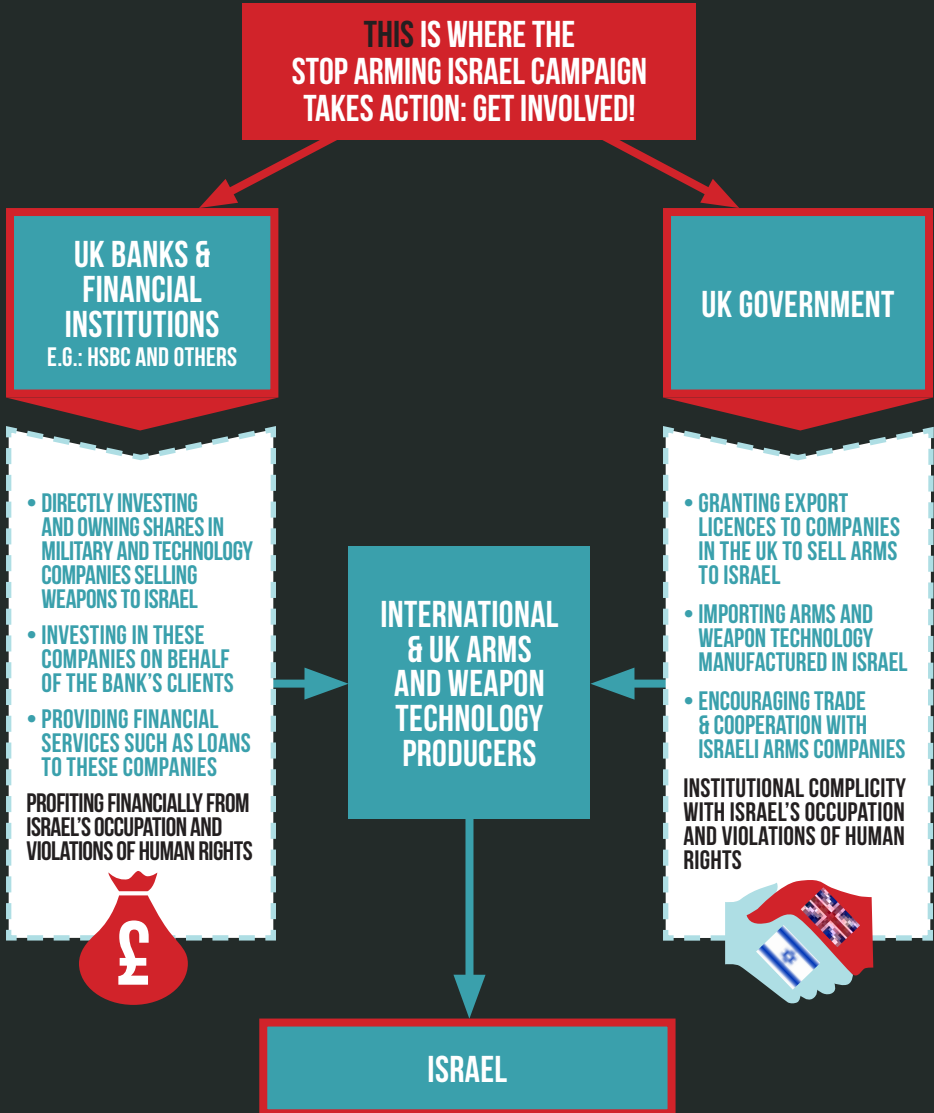 THIS IS WHERE THE
STOP ARMING ISRAEL CAMPAIGN
TAKES ACTION: GET INVOLVED!
UK BANKS &
FINANCIAL
INSTITUTIONS
E.G.: HSBC AND OTHERS
• DIRECTLY INVESTING
AND OWNING SHARES IN
MILITARY AND TECHNOLOGY
COMPANIES SELLING
WEAPONS TO ISRAEL
• INVESTING IN THESE
COMPANIES ON BEHALF
OF THE BANK'S CLIENTS
• PROVIDING FINANCIAL
SERVICES SUCH AS LOANS
TO THESE COMPANIES
PROFITING FINANCIALLY FROM
ISRAEL'S OCCUPATION AND
VIOLATIONS OF HUMAN RIGHTS
£
INTERNATIONAL
& UK ARMS
AND WEAPON
TECHNOLOGY
PRODUCERS
UK GOVERNMENT
• GRANTING EXPORT
LICENCES TO COMPANIES
IN THE UK TO SELL ARMS
TO ISRAEL
• IMPORTING ARMS AND
WEAPON TECHNOLOGY
MANUFACTURED IN ISRAEL
• ENCOURAGING TRADE
& COOPERATION WITH
ISRAELI ARMS COMPANIES
INSTITUTIONAL COMPLICITY
WITH ISRAEL'S OCCUPATION
AND VIOLATIONS OF HUMAN
RIGHTS
ISRAEL